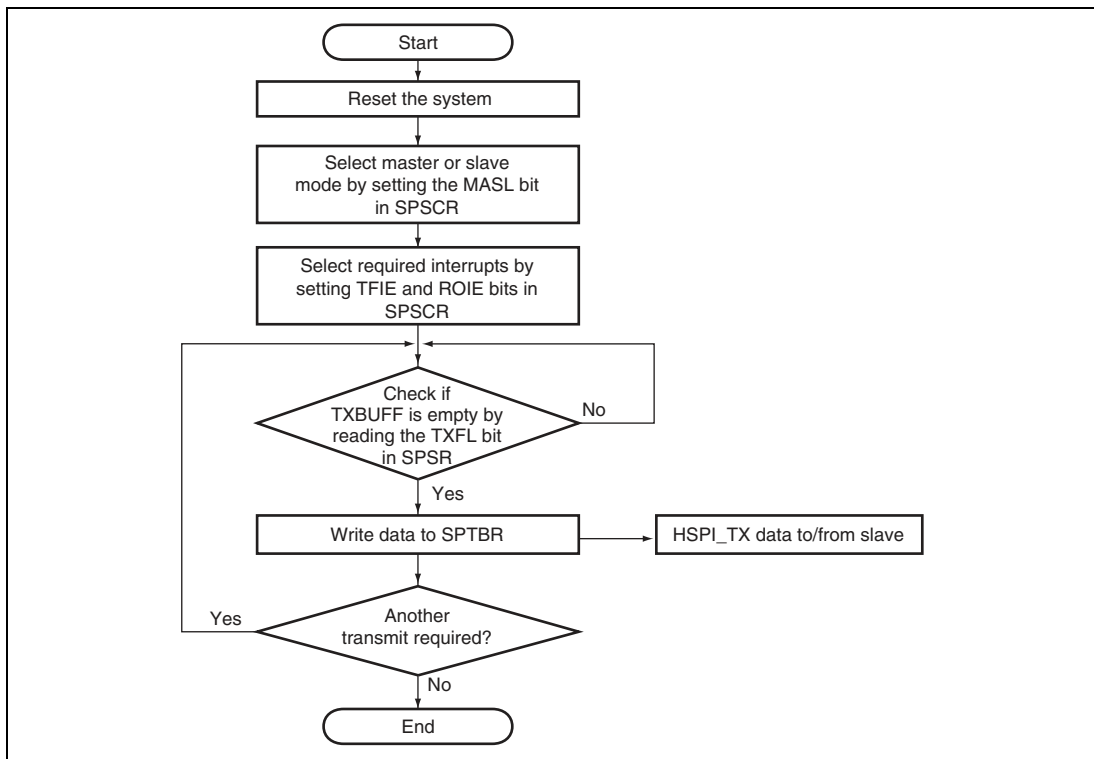 Start
Reset the system
Select master or slave
mode by setting the MASL bit
in SPSCR
Select required interrupts by
setting TFIE and ROIE bits in
SPSCR
Check if
TXBUFF is empty by
reading the TXFL bit
in SPSR
No
Yes
Write data to SPTBR
HSPI_TX data to/from slave
Yes
Another
transmit required?
No
End